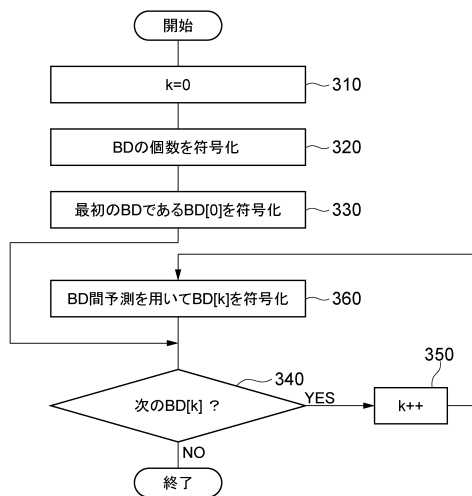 開始
k=0
310
BDの個数を符号化
320
最初のBDであるBD[0]を符号化
330
BD間予測を用いてBD[k]を符号化
360
340
350
次のBD[k] ?
YES
k++
NO
終了